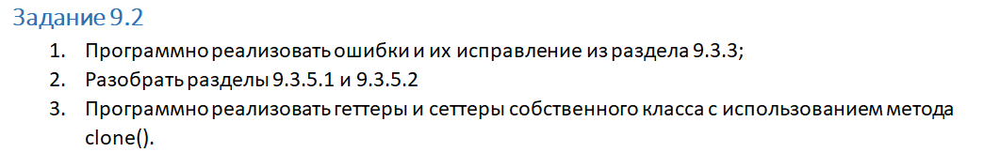 Задание 9.2
1. Программно реализовать ошибки и их исправление из раздела 9.3.3;
2. Разобрать разделы 9.3.5.1 и 9.3.5.2
3. Программно реализовать геттеры и сеттеры собственного класса с использованием метода
clone().